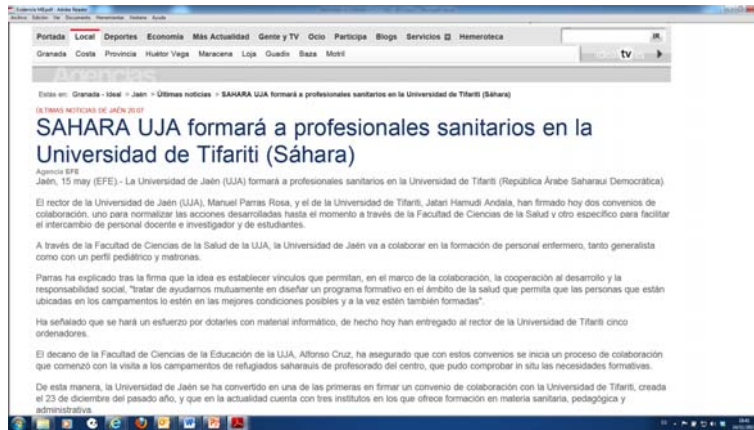 Evidencia MEpdf - Adobe Reader
Archivo Edición Ver Documento Herramientas Ventana Ayuda
Portada Local Deportes Economía Más Actualidad Gente y TV Ocio Participa Blogs Servicios Hemeroteca IR
Granada Costa Provincia Huétor Vega Maracena Loja Guadix Baza Motril tv
Agencias
Estás en: Granada - Ideal > Jaén > Últimas noticias > SAHARA UJA formará a profesionales sanitarios en la Universidad de Tifariti (Sáhara)
ÚLTIMAS NOTICIAS DE JAÉN 20:07
SAHARA UJA formará a profesionales sanitarios en la
Universidad de Tifariti (Sáhara)
Agencia EFE
Jaén, 15 may (EFE).- La Universidad de Jaén (UJA) formará a profesionales sanitarios en la Universidad de Tifariti (República Árabe Saharaui Democrática).
El rector de la Universidad de Jaén (UJA), Manuel Parras Rosa, y el de la Universidad de Tifariti, Jatari Hamudi Andala, han firmado hoy dos convenios de
colaboración, uno para normalizar las acciones desarrolladas hasta el momento a través de la Facultad de Ciencias de la Salud y otro específico para facilitar
el intercambio de personal docente e investigador y de estudiantes.
A través de la Facultad de Ciencias de la Salud de la UJA, la Universidad de Jaén va a colaborar en la formación de personal enfermero, tanto generalista
como con un perfil pediátrico y matronas.
Parras ha explicado tras la firma que la idea es establecer vínculos que permitan, en el marco de la colaboración, la cooperación al desarrollo y la
responsabilidad social, "tratar de ayudarnos mutuamente en diseñar un programa formativo en el ámbito de la salud que permita que las personas que están
ubicadas en los campamentos lo estén en las mejores condiciones posibles y a la vez estén también formadas".
Ha señalado que se hará un esfuerzo por dotarles con material informático, de hecho hoy han entregado al rector de la Universidad de Tifariti cinco
ordenadores.
El decano de la Facultad de Ciencias de la Educación de la UJA, Alfonso Cruz, ha asegurado que con estos convenios se inicia un proceso de colaboración
que comenzó con la visita a los campamentos de refugiados saharauis de profesorado del centro, que pudo comprobar in situ las necesidades formativas.
De esta manera, la Universidad de Jaén se ha convertido en una de las primeras en firmar un convenio de colaboración con la Universidad de Tifariti, creada
el 23 de diciembre del pasado año, y que en la actualidad cuenta con tres institutos en los que ofrece formación en materia sanitaria, pedagógica y
administrativa.